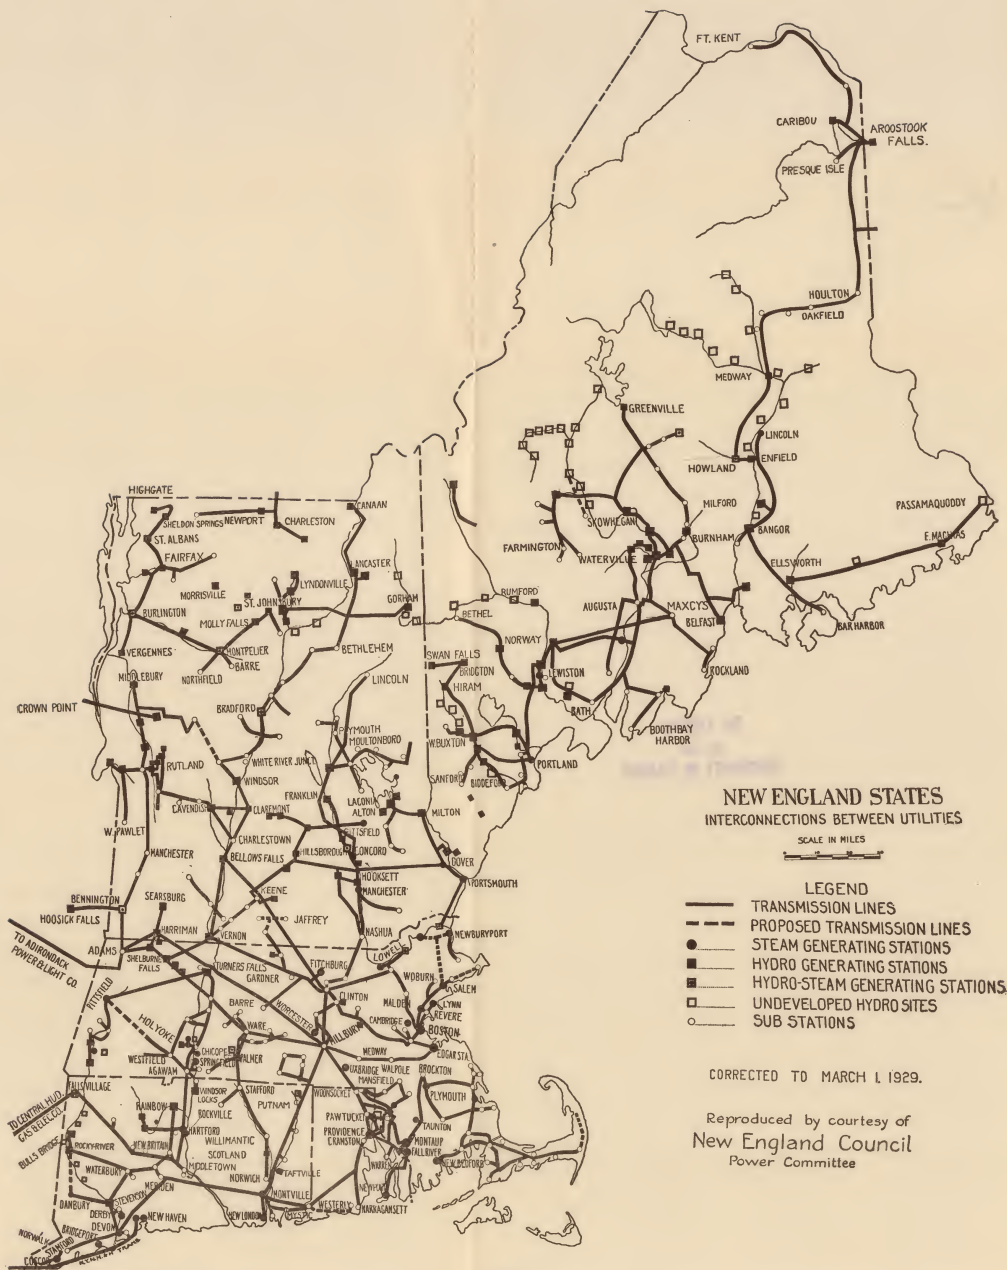 FT. KENT
CARIBOU
AROOSTOOK
FALLS.
PRESQUE ISLE
HOULTON
OAKFIELD
MEDWAY
GREENVILLE
LINCOLN
HOWLAND
ENFIELD
MILFORD
PASSAMAQUODDY
SKOWHEGAN
BURNHAM
BANGOR
E. MACHIAS
FARMINGTON
WATERVILLE
ELLSWORTH
HIGHGATE
CANAAN
SHELDON SPRINGS
NEWPORT
CHARLESTON
ST. ALBANS
FAIRFAX
LANCASTER
MORRISVILLE
LYNDONVILLE
ST. JOHNSBURY
GORHAM
RUMFORD
BETHEL
AUGUSTA
MAXCYS
BELFAST
BAR HARBOR
BURLINGTON
MOLLY FALLS
NORWAY
VERGENNES
MONTPELIER
BARRE
BETHLEHEM
SWAN FALLS
BRIDGTON
LEWISTON
ROCKLAND
MIDDLEBURY
NORTHFIELD
LINCOLN
HIRAM
BATH
CROWN POINT
BRADFORD
PLYMOUTH
MOULTONBORO
W. BUXTON
BOOTHBAY
HARBOR
RUTLAND
WHITE RIVER JUNCT.
SANFORD
BIDDEFORD
PORTLAND
WINDSOR
FRANKLIN
LACONIA
ALTON
MILTON
CAVENDISH
CLAREMONT
PITTSFIELD
W. PAWLET
CHARLESTOWN
HILLSBOROUGH
CONCORD
MANCHESTER
BELLOWS FALLS
HOOKSETT
DOVER
MANCHESTER
PORTSMOUTH
BENNINGTON
SEARSBURG
KEENE
HOOSICK FALLS
JAFFREY
HARRIMAN
VERNON
NASHUA
NEWBURYPORT
TO ADIRONDACK
POWER & LIGHT CO.
ADAMS
SHELBURNE
FALLS
TURNERS FALLS
GARDNER
FITCHBURG
LOWELL
WOBURN
SALEM
PITTSFIELD
BARRE
WORCESTER
CLINTON
MALDEN
LYNN
REVERE
HOLYOKE
WARE
MILLBURY
CAMBRIDGE
BOSTON
WESTFIELD
AGAWAM
CHICOPEE
SPRINGFIELD
PALMER
MEDWAY
EDGAR STA.
UXBRIDGE
WALPOLE
BROCKTON
MANSFIELD
FALLS VILLAGE
WINDSOR
LOCKS
STAFFORD
WOONSOCKET
PLYMOUTH
TO CENTRAL HUD.
GAS & ELEC. CO.
RAINBOW
ROCKVILLE
PUTNAM
PAWTUCKET
TAUNTON
BULLS BRIDGE
ROCKY-RIVER
NEW BRITAIN
HARTFORD
WILLIMANTIC
PROVIDENCE
CRANSTON
MONTAUP
FALL RIVER
SCOTLAND
WARREN
NEW BEDFORD
WATERBURY
MIDDLETOWN
NORWICH
TAFTVILLE
NEWPORT
DANBURY
STEVENSON
MERIDEN
MONTVILLE
WESTERLY
NARRAGANSETT
DERBY
DEVON
NEW HAVEN
NEW LONDON
MYSTIC
NORWALK
STAMFORD
BRIDGEPORT
COS COB
NEW ENGLAND STATES
INTERCONNECTIONS BETWEEN UTILITIES
SCALE IN MILES
LEGEND
TRANSMISSION LINES
PROPOSED TRANSMISSION LINES
STEAM GENERATING STATIONS
HYDRO GENERATING STATIONS
HYDRO-STEAM GENERATING STATIONS.
UNDEVELOPED HYDRO SITES
SUB STATIONS
CORRECTED TO MARCH 1. 1929.
Reproduced by courtesy of
New England Council
Power Committee